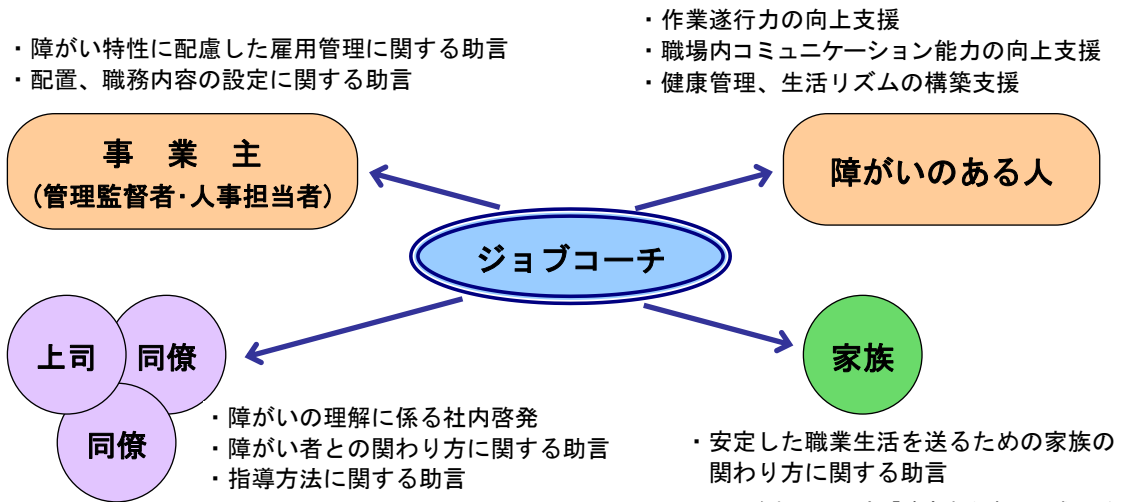 ・障がい特性に配慮した雇用管理に関する助言
・配置、職務内容の設定に関する助言
・作業遂行力の向上支援
・職場内コミュニケーション能力の向上支援
・健康管理、生活リズムの構築支援
事 業 主
(管理監督者・人事担当者)
障がいのある人
ジョブコーチ
上司
同僚
同僚
家族
・障がいの理解に係る社内啓発
・障がい者との関わり方に関する助言
・指導方法に関する助言
・安定した職業生活を送るための家族の
関わり方に関する助言